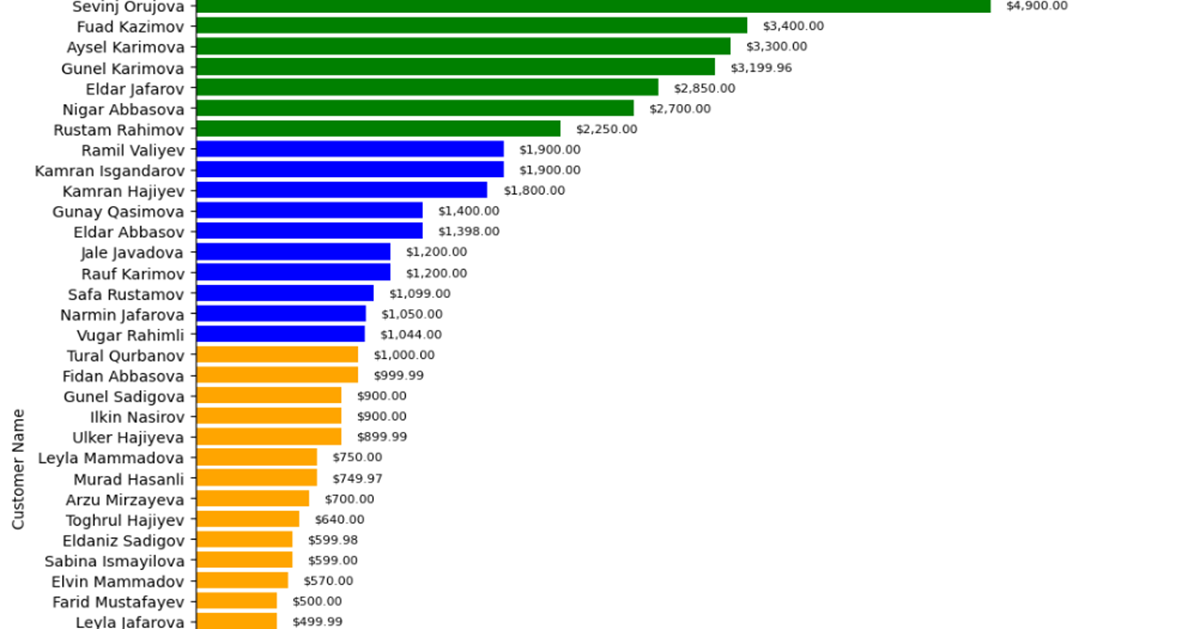 Sevinj Orujova $4,900.00
Fuad Kazimov $3,400.00
Aysel Karimova $3,300.00
Gunel Karimova $3,199.96
Eldar Jafarov $2,850.00
Nigar Abbasova $2,700.00
Rustam Rahimov $2,250.00
Ramil Valiyev $1,900.00
Kamran Isgandarov $1,900.00
Kamran Hajiyev $1,800.00
Gunay Qasimova $1,400.00
Eldar Abbasov $1,398.00
Jale Javadova $1,200.00
Rauf Karimov $1,200.00
Safa Rustamov $1,099.00
Narmin Jafarova $1,050.00
Vugar Rahimli $1,044.00
Tural Qurbanov $1,000.00
Fidan Abbasova $999.99
Gunel Sadigova $900.00
Ilkin Nasirov $900.00
Ulker Hajiyeva $899.99
Leyla Mammadova $750.00
Murad Hasanli $749.97
Arzu Mirzayeva $700.00
Toghrul Hajiyev $640.00
Eldaniz Sadigov $599.98
Sabina Ismayilova $599.00
Elvin Mammadov $570.00
Farid Mustafayev $500.00
Leyla Jafarova $499.99
Customer Name